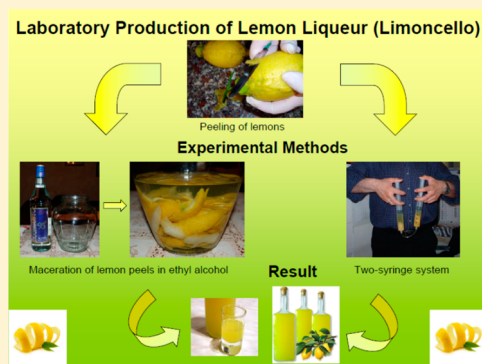 Laboratory Production of Lemon Liqueur (Limoncello)
Peeling of lemons
Experimental Methods
Maceration of lemon peels in ethyl alcohol
Two-syringe system
Result